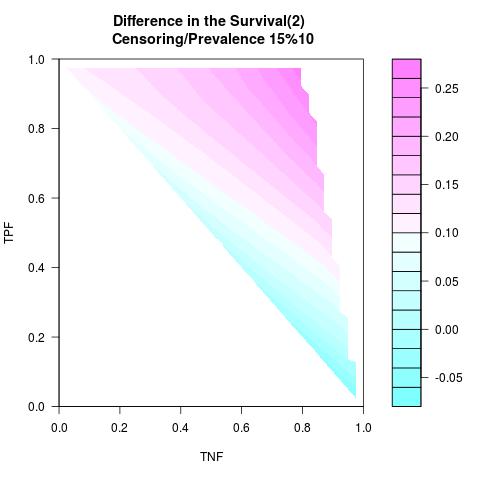 Difference in the Survival(2)
Censoring/Prevalence 15%10
TPF
1.0
0.8
0.6
0.4
0.2
0.0
0.0 0.2 0.4 0.6 0.8 1.0
TNF
0.25
0.20
0.15
0.10
0.05
0.00
-0.05